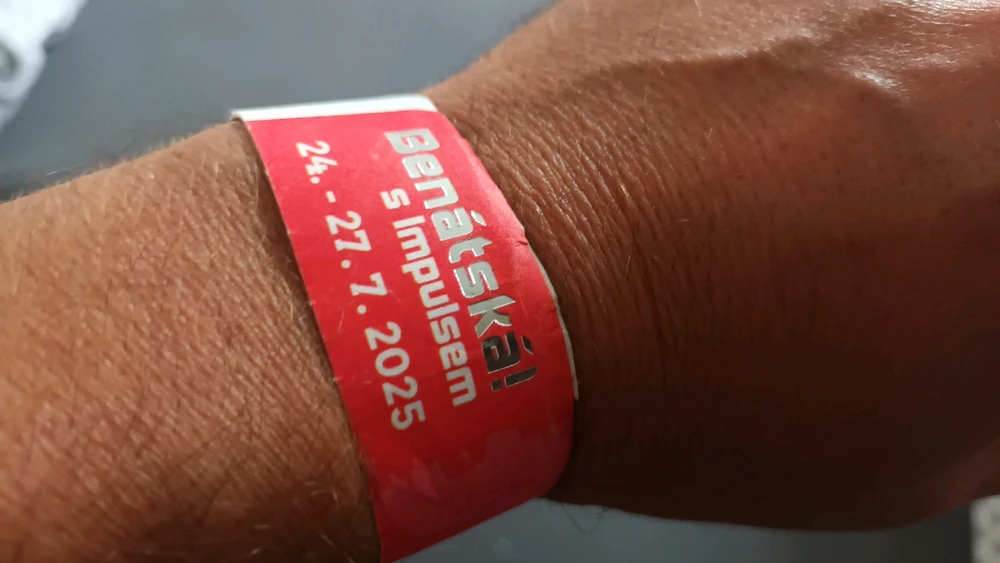 Benátská!
s Impulsem
24. - 27. 7. 2025